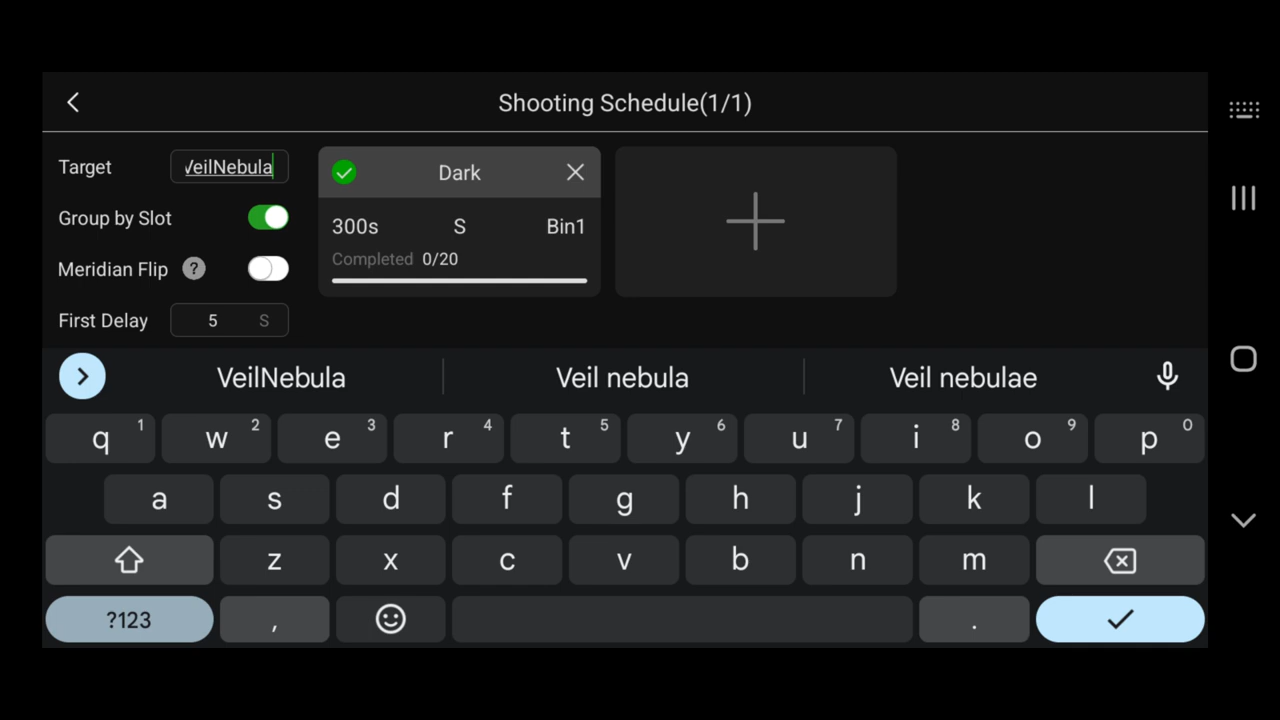 Shooting Schedule(1/1)
Target VeilNebula
Group by Slot
Meridian Flip ?
First Delay 5 S
Dark
300s S Bin1
Completed 0/20
VeilNebula Veil nebula Veil nebulae
q 1 w 2 e 3 r 4 t 5 y 6 u 7 i 8 o 9 p 0
a s d f g h j k l
z x c v b n m
?123 , .